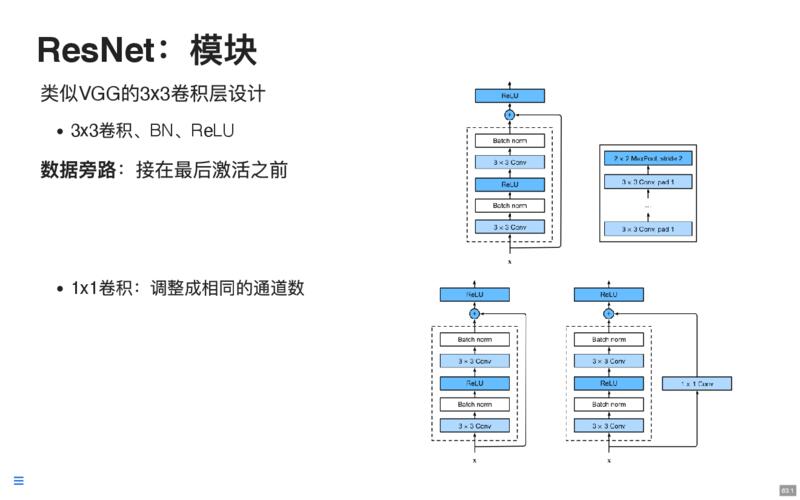 ResNet：模块
类似VGG的3x3卷积层设计
• 3x3卷积、BN、ReLU
数据旁路：接在最后激活之前
• 1x1卷积：调整成相同的通道数
ReLU
+
Batch norm
3 × 3 Conv
ReLU
Batch norm
3 × 3 Conv
x
2 × 2 MaxPool, stride 2
3 × 3 Conv, pad 1
...
3 × 3 Conv, pad 1
ReLU
+
Batch norm
3 × 3 Conv
ReLU
Batch norm
3 × 3 Conv
x
ReLU
+
Batch norm
3 × 3 Conv
ReLU
Batch norm
3 × 3 Conv
x
1 × 1 Conv
63.1